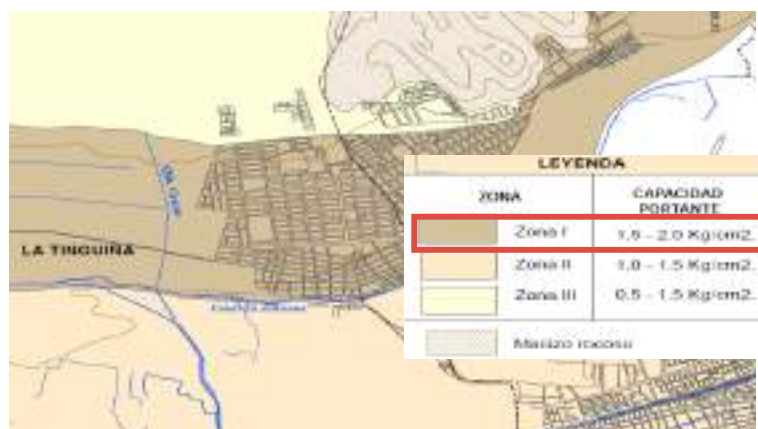 LA TINGUIÑA
LEYENDA
ZONA
CAPACIDAD
PORTANTE
Zona I
1.5 - 2.0 Kg/cm2.
Zona II
1.0 - 1.5 Kg/cm2.
Zona III
0.5 - 1.5 Kg/cm2.
Macizo rocoso